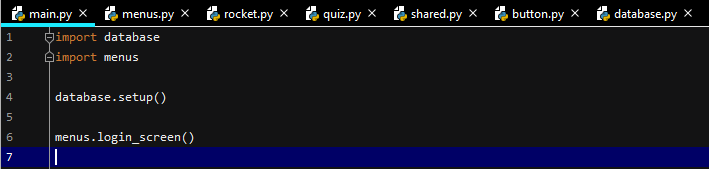 main.py menus.py rocket.py quiz.py shared.py button.py database.py
1 import database
2 import menus
3
4 database.setup()
5
6 menus.login_screen()
7